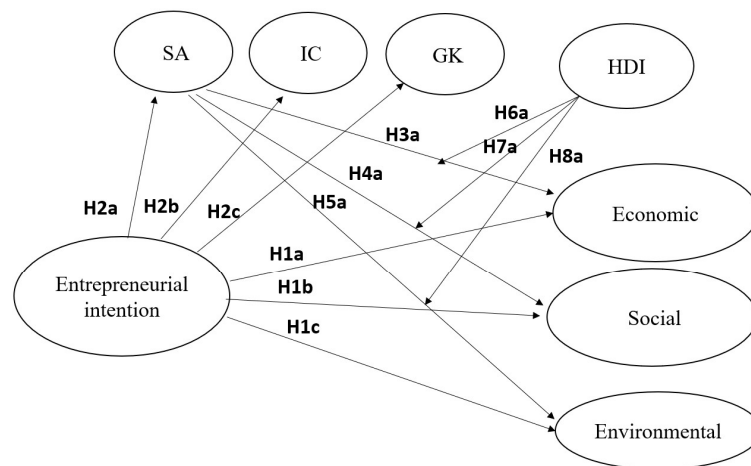 SA
IC
GK
HDI
H6a
H3a
H7a
H4a
H8a
H2a
H2b
H2c
H5a
Economic
H1a
Entrepreneurial
intention
H1b
Social
H1c
Environmental